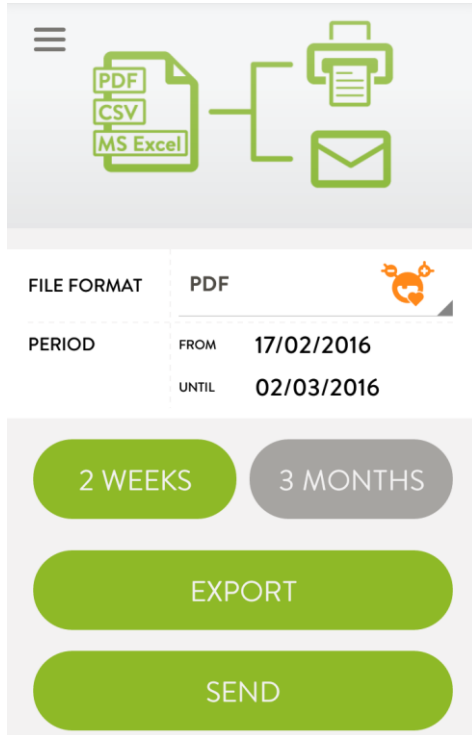 PDF
CSV
MS Excel
FILE FORMAT PDF
PERIOD FROM 17/02/2016
UNTIL 02/03/2016
2 WEEKS 3 MONTHS
EXPORT
SEND